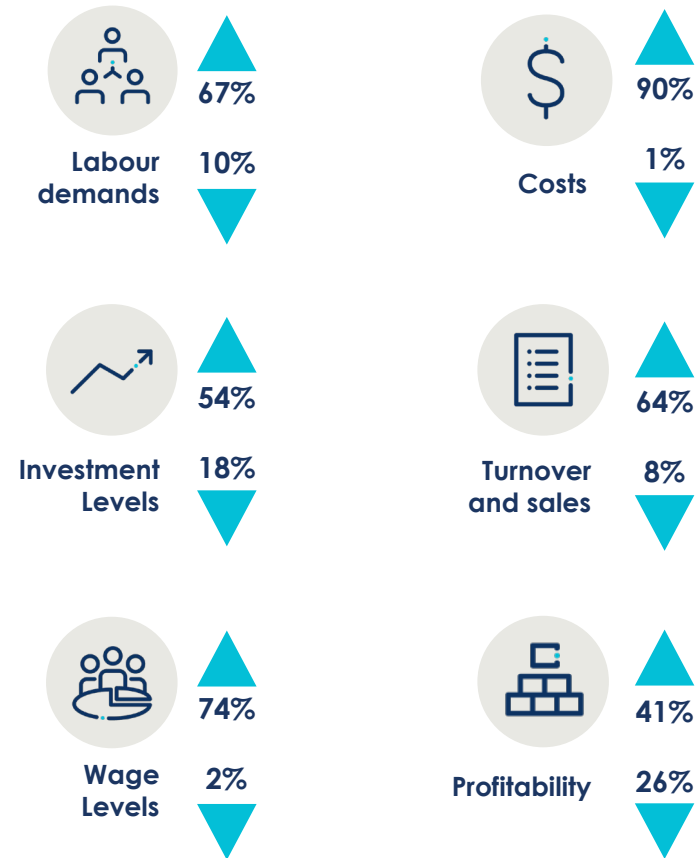 67%
Labour
demands
10%
90%
Costs
1%
54%
Investment
Levels
18%
64%
Turnover
and sales
8%
74%
Wage
Levels
2%
41%
Profitability
26%